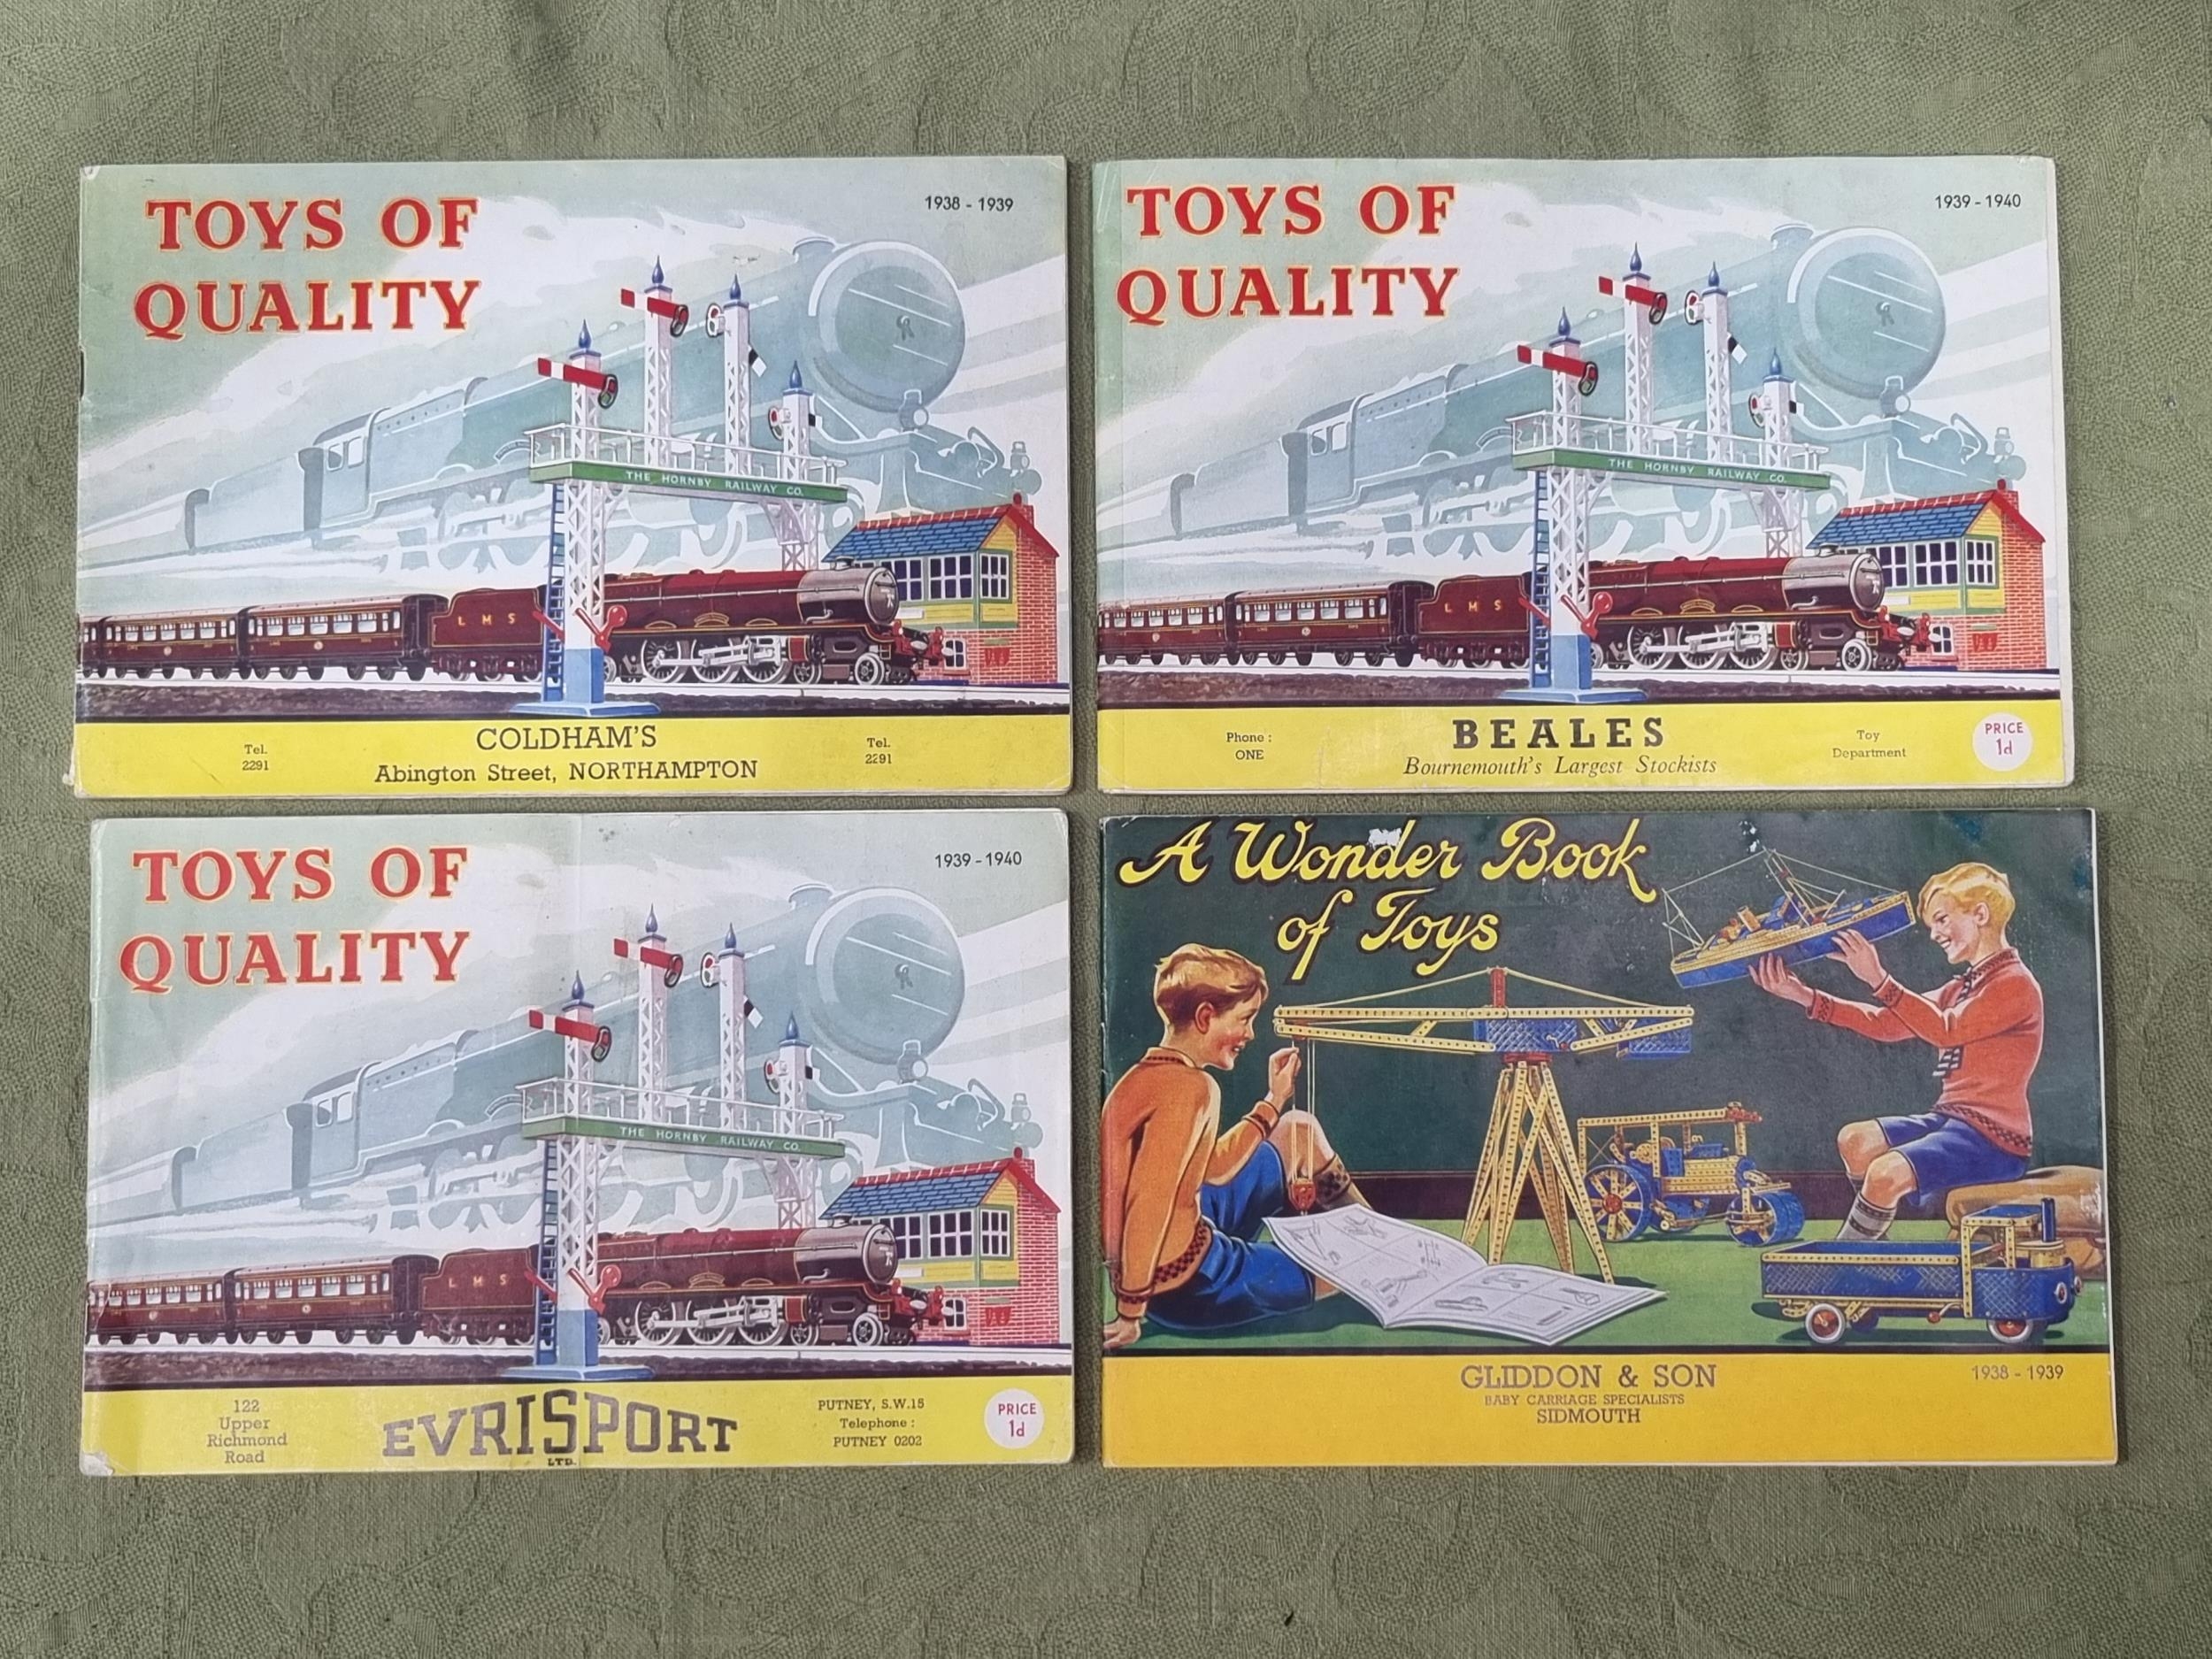 TOYS OF
QUALITY
1938 - 1939
THE HORNBY RAILWAY CO.
L M S
COLDHAM'S
Abington Street, NORTHAMPTON
Tel.
2291
Tel.
2291
TOYS OF
QUALITY
1939 - 1940
THE HORNBY RAILWAY CO.
L M S
Phone :
ONE
BEALES
Bournemouth's Largest Stockists
Toy
Department
PRICE
1d
TOYS OF
QUALITY
1939 - 1940
THE HORNBY RAILWAY CO.
L M S
122
Upper
Richmond
Road
EVRISPORT
LTD.
PUTNEY, S.W.15
Telephone :
PUTNEY 0202
PRICE
1d
A Wonder Book
of Toys
GLIDDON & SON
BABY CARRIAGE SPECIALISTS
SIDMOUTH
1938 - 1939